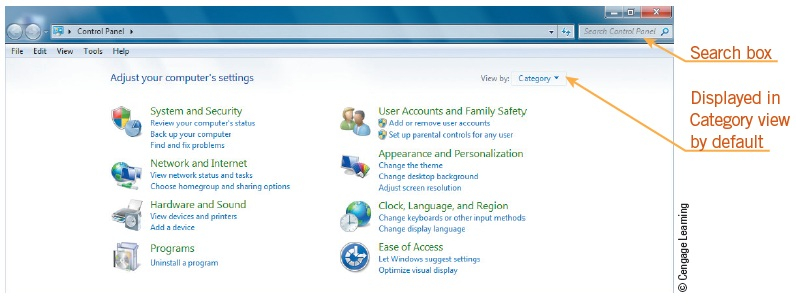 Control Panel
Search Control Panel
File Edit View Tools Help
Adjust your computer's settings
View by: Category
System and Security
Review your computer's status
Back up your computer
Find and fix problems
Network and Internet
View network status and tasks
Choose homegroup and sharing options
Hardware and Sound
View devices and printers
Add a device
Programs
Uninstall a program
User Accounts and Family Safety
Add or remove user accounts
Set up parental controls for any user
Appearance and Personalization
Change the theme
Change desktop background
Adjust screen resolution
Clock, Language, and Region
Change keyboards or other input methods
Change display language
Ease of Access
Let Windows suggest settings
Optimize visual display
Search box
Displayed in
Category view
by default
© Cengage Learning